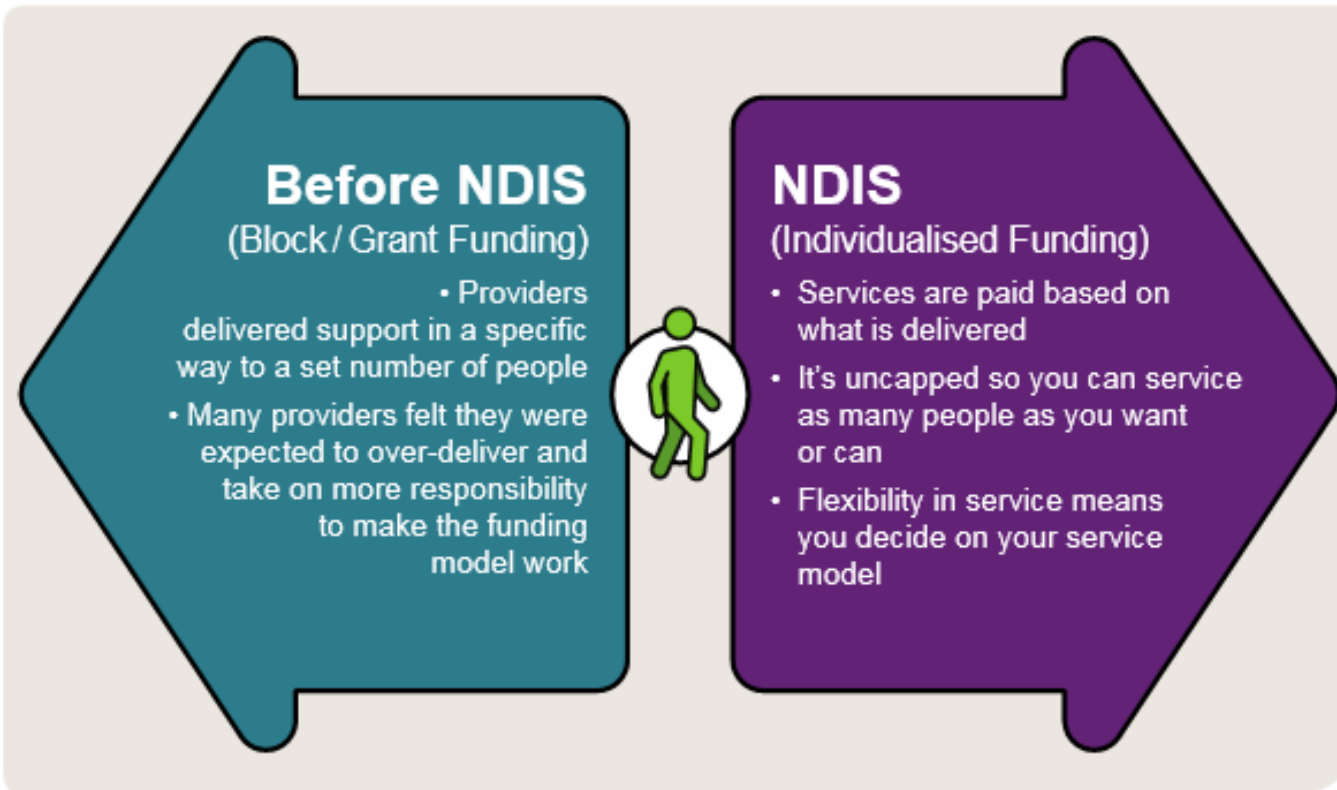 Before NDIS
(Block / Grant Funding)
• Providers
delivered support in a specific
way to a set number of people
• Many providers felt they were
expected to over-deliver and
take on more responsibility
to make the funding
model work
NDIS
(Individualised Funding)
• Services are paid based on
what is delivered
• It's uncapped so you can service
as many people as you want
or can
• Flexibility in service means
you decide on your service
model